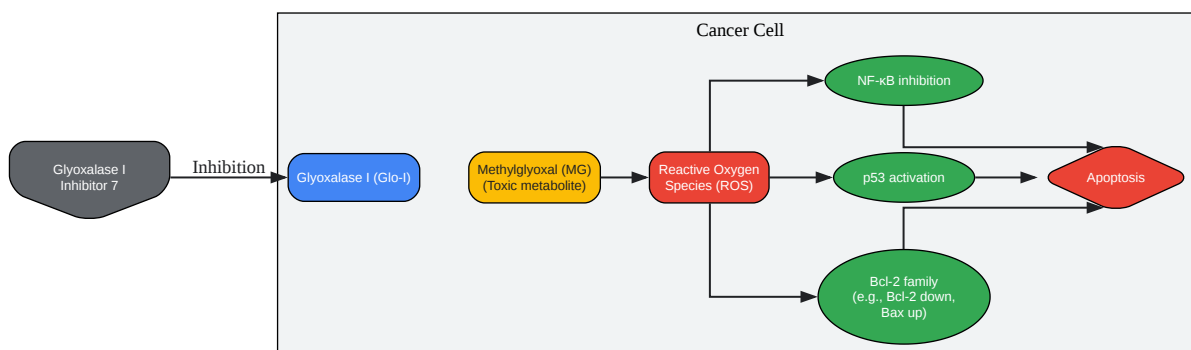 Cancer Cell
Glyoxalase I
Inhibitor 7
Inhibition
Glyoxalase I (Glo-I)
Methylglyoxal (MG)
(Toxic metabolite)
Reactive Oxygen
Species (ROS)
NF-κB inhibition
p53 activation
Bcl-2 family
(e.g., Bcl-2 down,
Bax up)
Apoptosis